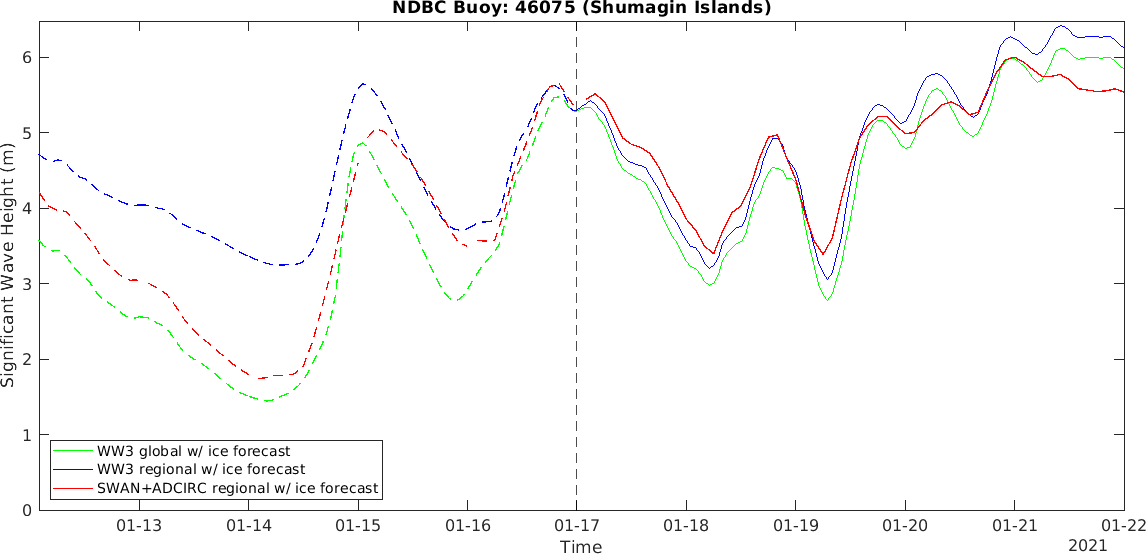 NDBC Buoy: 46075 (Shumagin Islands)
Significant Wave Height (m)
6
5
4
3
2
1
0
WW3 global w/ ice forecast
WW3 regional w/ ice forecast
SWAN+ADCIRC regional w/ ice forecast
01-13 01-14 01-15 01-16 01-17 01-18 01-19 01-20 01-21 01-22
Time
2021